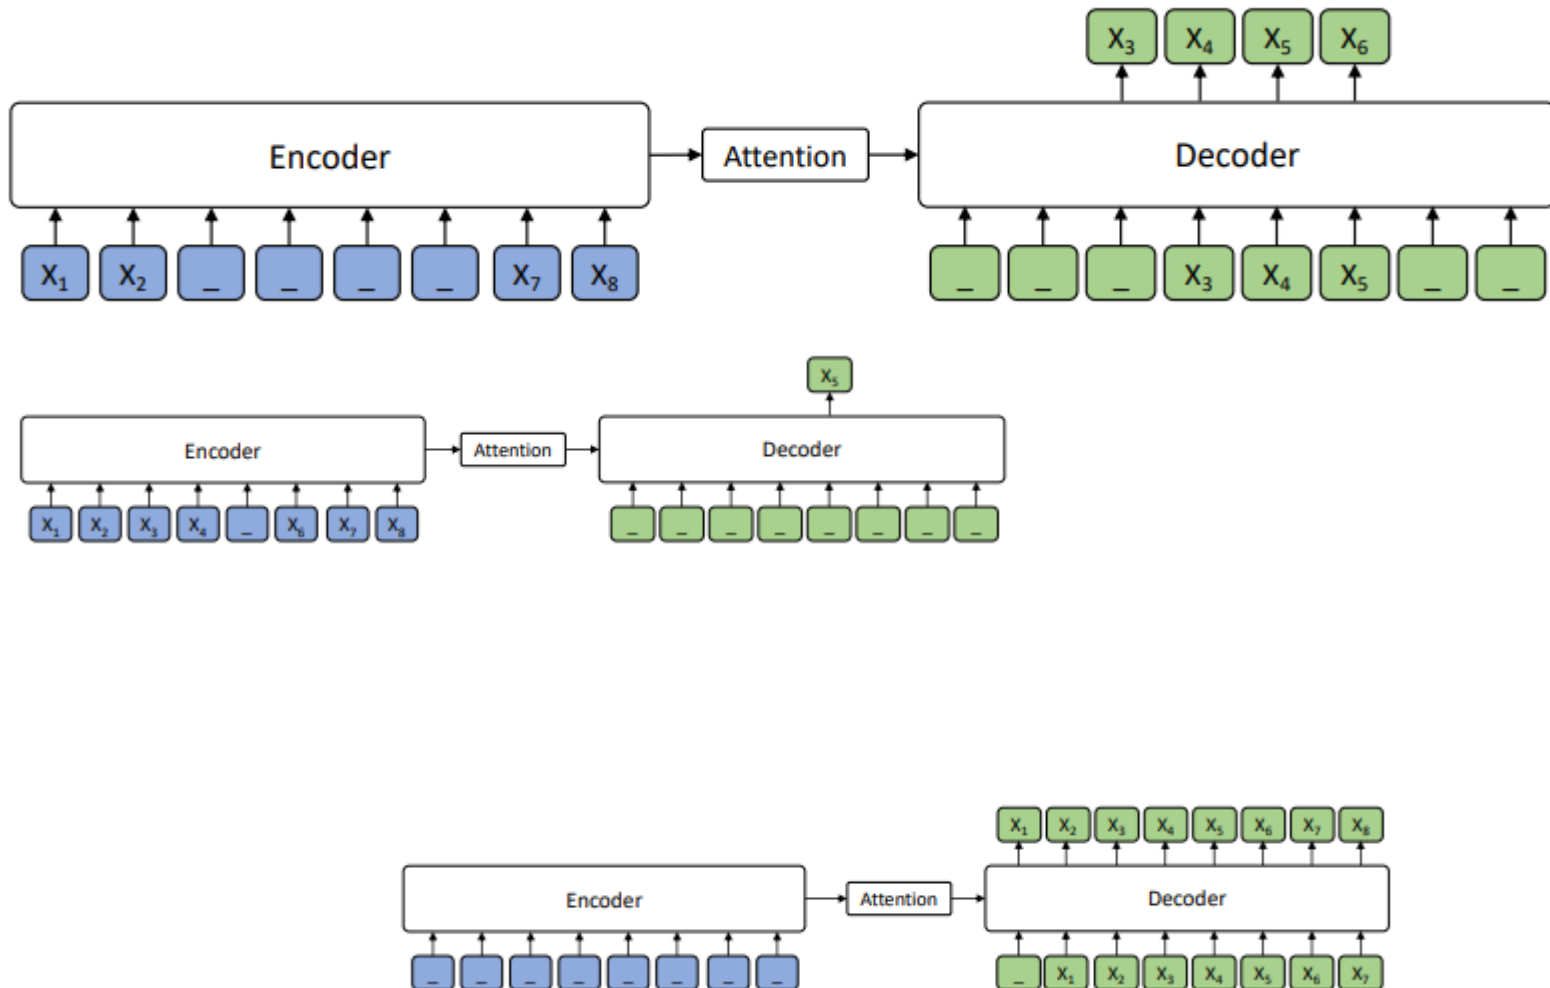 X₃ X₄ X₅ X₆
Encoder Attention Decoder
X₁ X₂ _ _ _ _ X₇ X₈ _ _ _ X₃ X₄ X₅ _ _
X₅
Encoder Attention Decoder
X₁ X₂ X₃ X₄ _ X₆ X₇ X₈ _ _ _ _ _ _ _ _
X₁ X₂ X₃ X₄ X₅ X₆ X₇ X₈
Encoder Attention Decoder
_ _ _ _ _ _ _ _ _ X₁ X₂ X₃ X₄ X₅ X₆ X₇